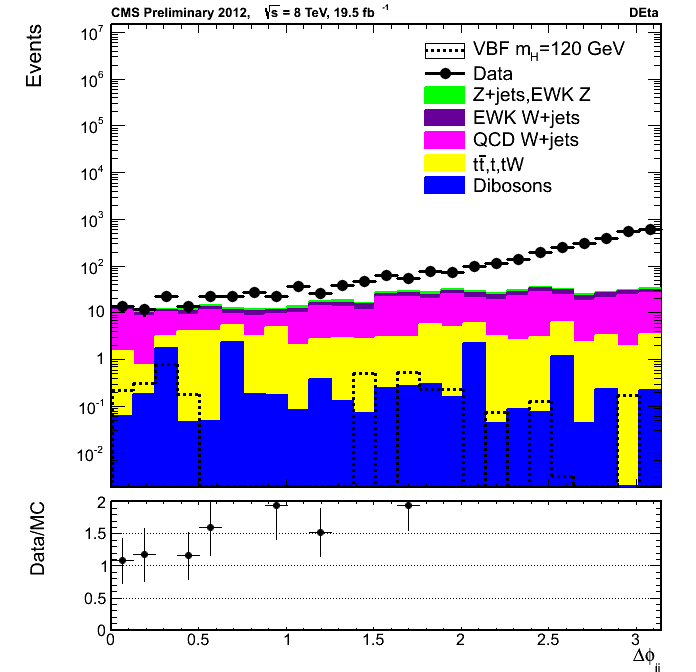 CMS Preliminary 2012, √s = 8 TeV, 19.5 fb⁻¹ DEta
Events
10⁷
10⁶
10⁵
10⁴
10³
10²
10
1
10⁻¹
10⁻²
VBF m_H=120 GeV
Data
Z+jets,EWK Z
EWK W+jets
QCD W+jets
tt̄,t,tW
Dibosons
Data/MC
2
1.5
1
0.5
0
0 0.5 1 1.5 2 2.5 3
Δϕ_jj